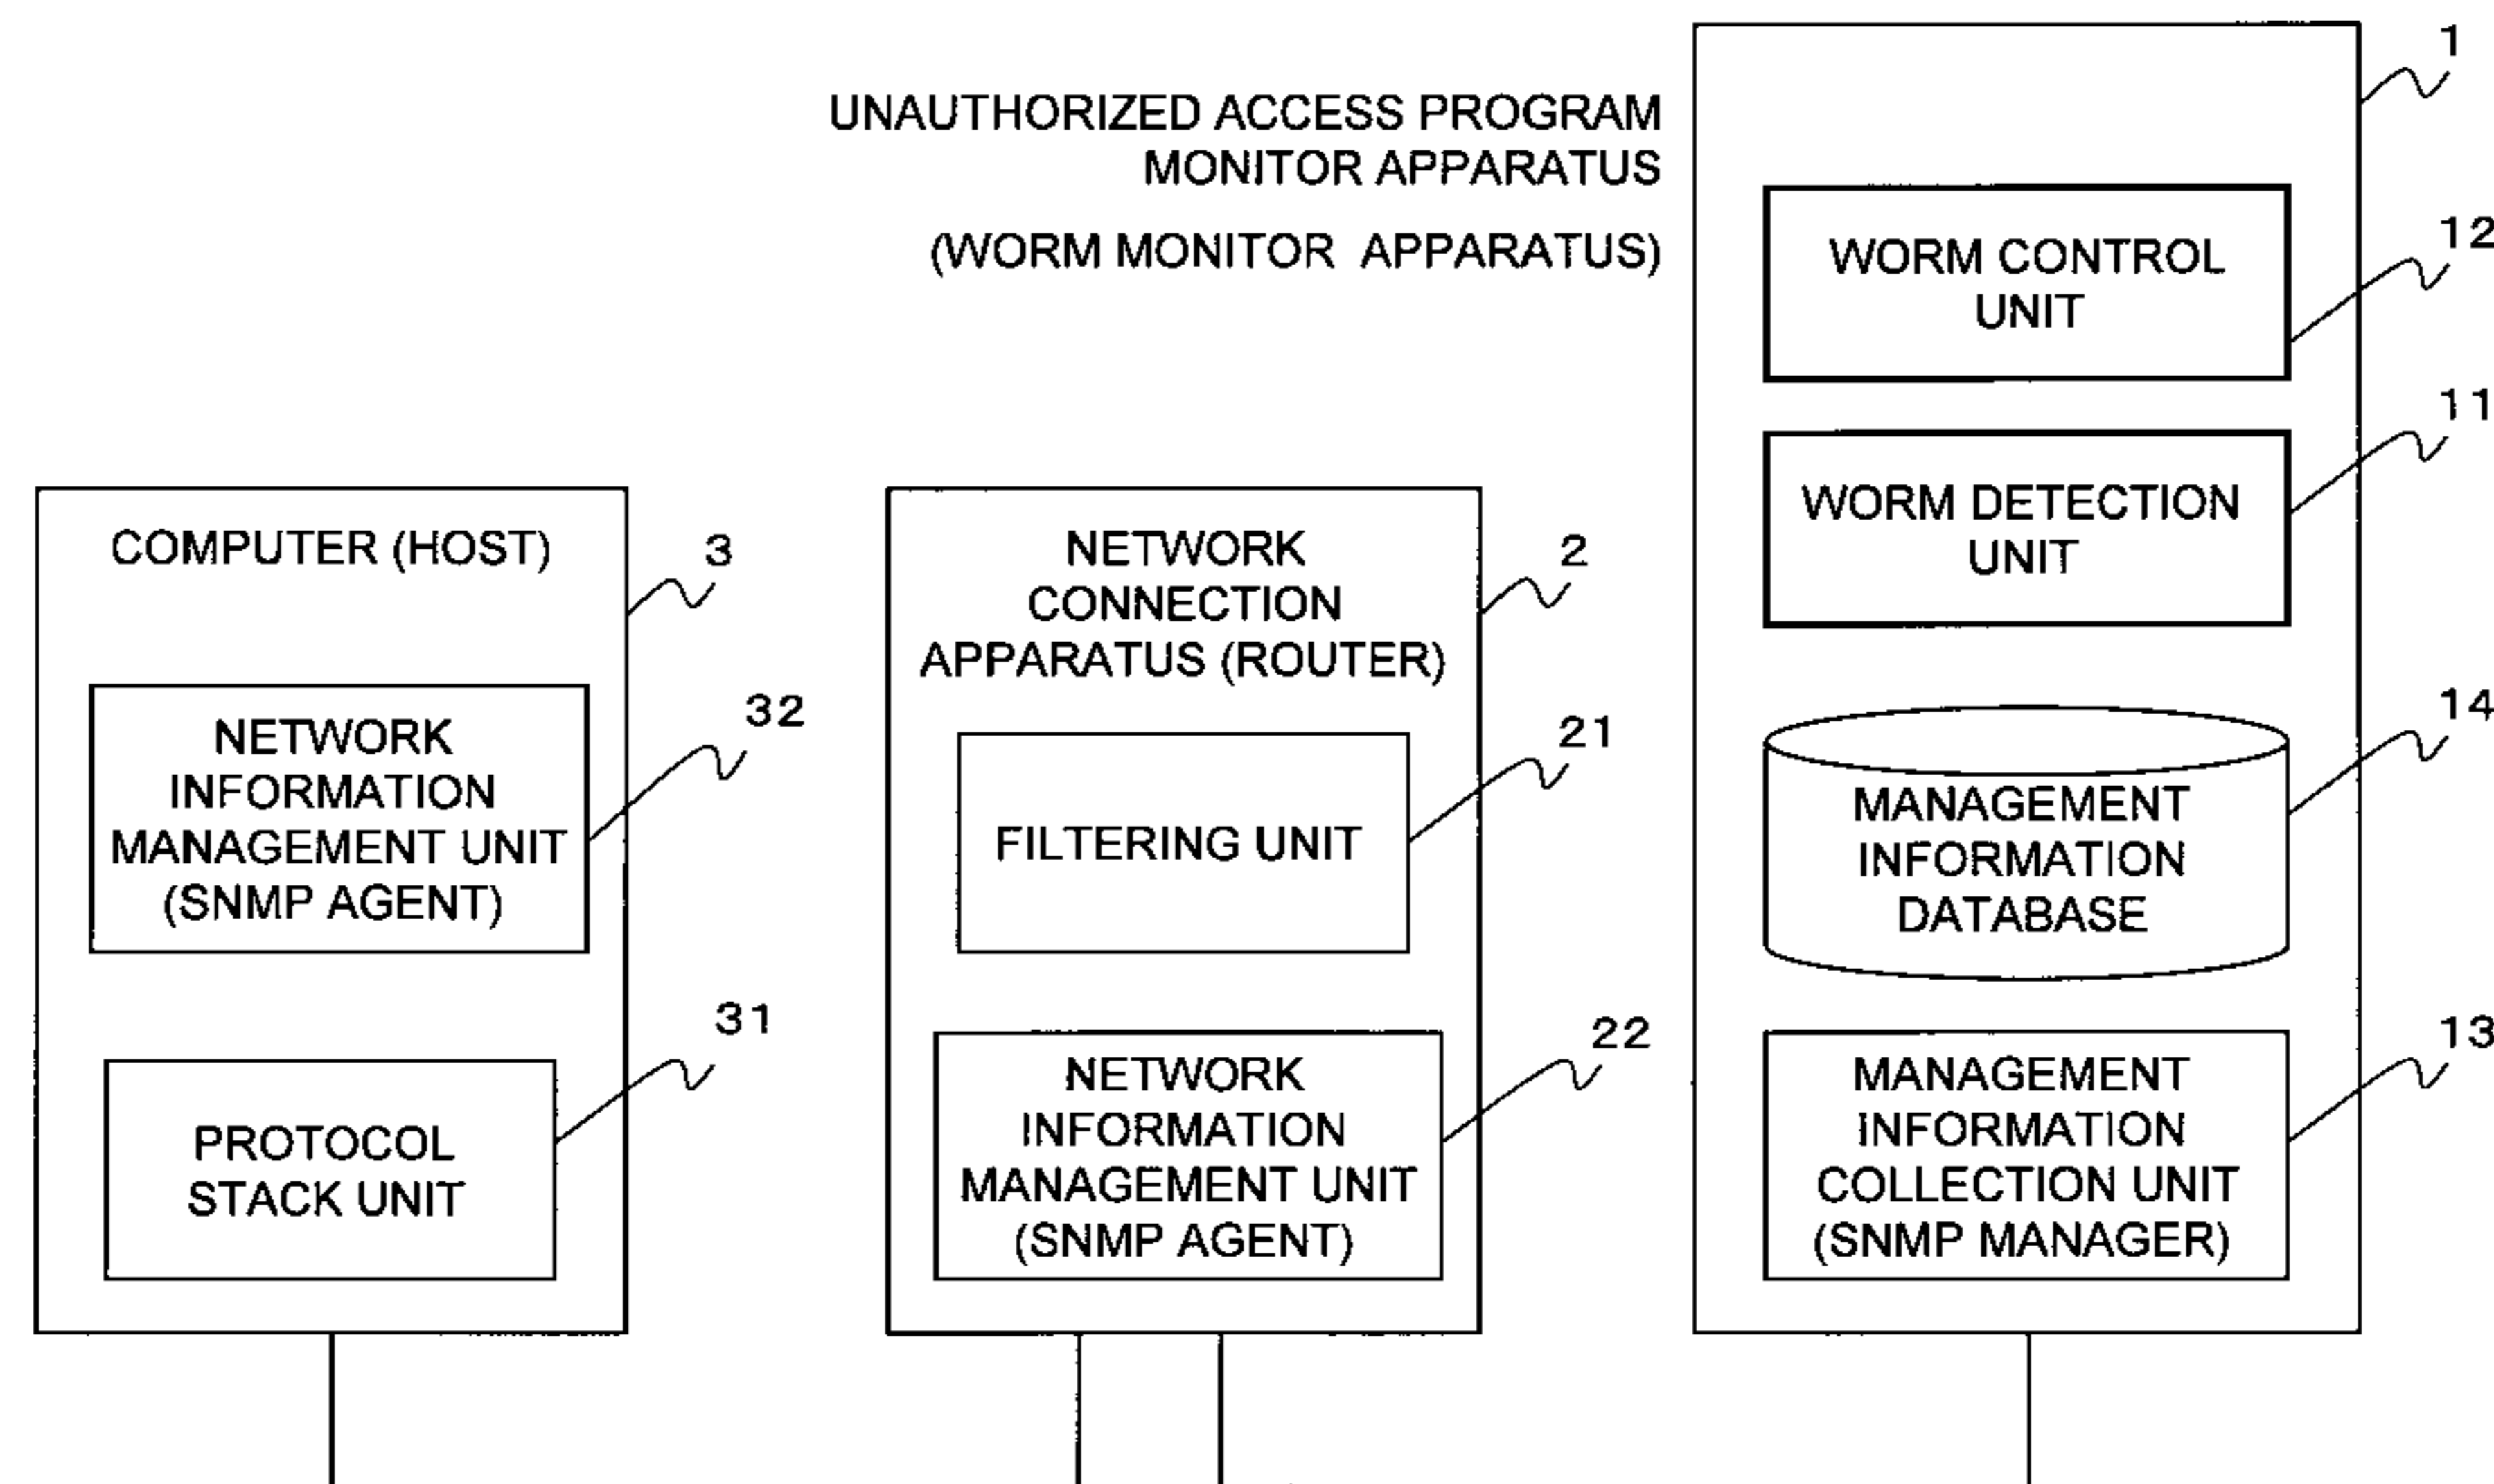 UNAUTHORIZED ACCESS PROGRAM
MONITOR APPARATUS
(WORM MONITOR APPARATUS)
1
WORM CONTROL
UNIT
12
WORM DETECTION
UNIT
11
MANAGEMENT
INFORMATION
DATABASE
14
MANAGEMENT
INFORMATION
COLLECTION UNIT
(SNMP MANAGER)
13
COMPUTER (HOST)
3
NETWORK
INFORMATION
MANAGEMENT UNIT
(SNMP AGENT)
32
PROTOCOL
STACK UNIT
31
NETWORK
CONNECTION
APPARATUS (ROUTER)
2
FILTERING UNIT
21
NETWORK
INFORMATION
MANAGEMENT UNIT
(SNMP AGENT)
22